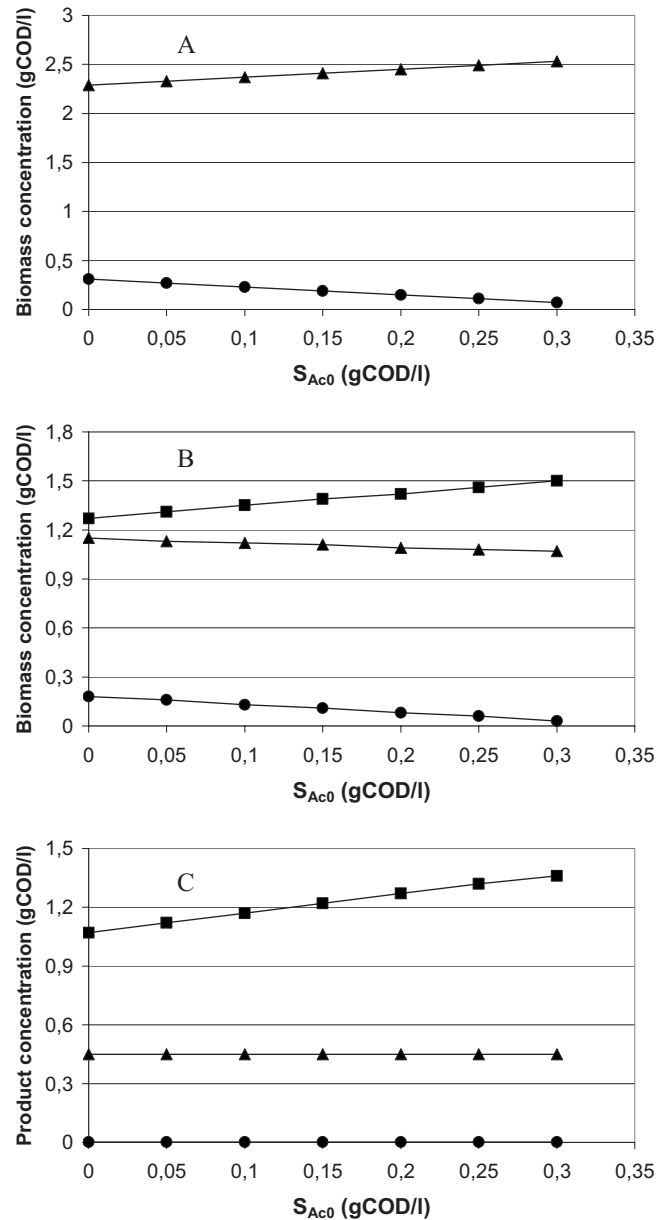 A
Biomass concentration (gCOD/l)
3
2,5
2
1,5
1
0,5
0
0 0,05 0,1 0,15 0,2 0,25 0,3 0,35
SAc0 (gCOD/l)
B
Biomass concentration (gCOD/l)
1,8
1,5
1,2
0,9
0,6
0,3
0
0 0,05 0,1 0,15 0,2 0,25 0,3 0,35
SAc0 (gCOD/l)
C
Product concentration (gCOD/l)
1,5
1,2
0,9
0,6
0,3
0
0 0,05 0,1 0,15 0,2 0,25 0,3 0,35
SAc0 (gCOD/l)